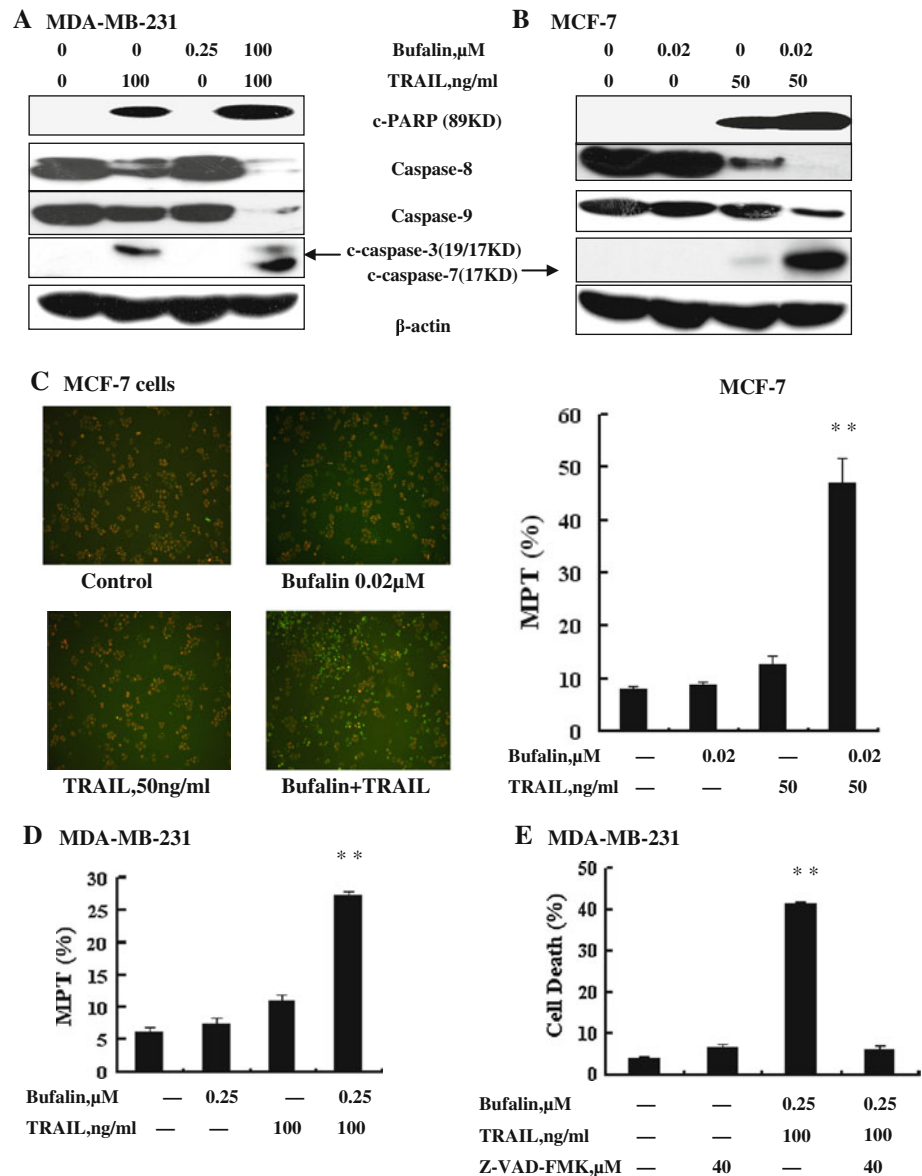 A MDA-MB-231
0 0 0.25 100 Bufalin,µM
0 100 0 100 TRAIL,ng/ml
B MCF-7
0 0.02 0 0.02
0 0 50 50
c-PARP (89KD)
Caspase-8
Caspase-9
c-caspase-3(19/17KD)
c-caspase-7(17KD)
β-actin
C MCF-7 cells
Control
Bufalin 0.02µM
TRAIL,50ng/ml
Bufalin+TRAIL
MCF-7
MPT (%)
60
50
40
30
20
10
0
* *
Bufalin,µM — 0.02 — 0.02
TRAIL,ng/ml — — 50 50
D MDA-MB-231
MPT (%)
30
25
20
15
10
5
0
* *
Bufalin,µM — 0.25 — 0.25
TRAIL,ng/ml — — 100 100
E MDA-MB-231
Cell Death (%)
50
40
30
20
10
0
* *
Bufalin,µM — — 0.25 0.25
TRAIL,ng/ml — — 100 100
Z-VAD-FMK,µM — 40 — 40